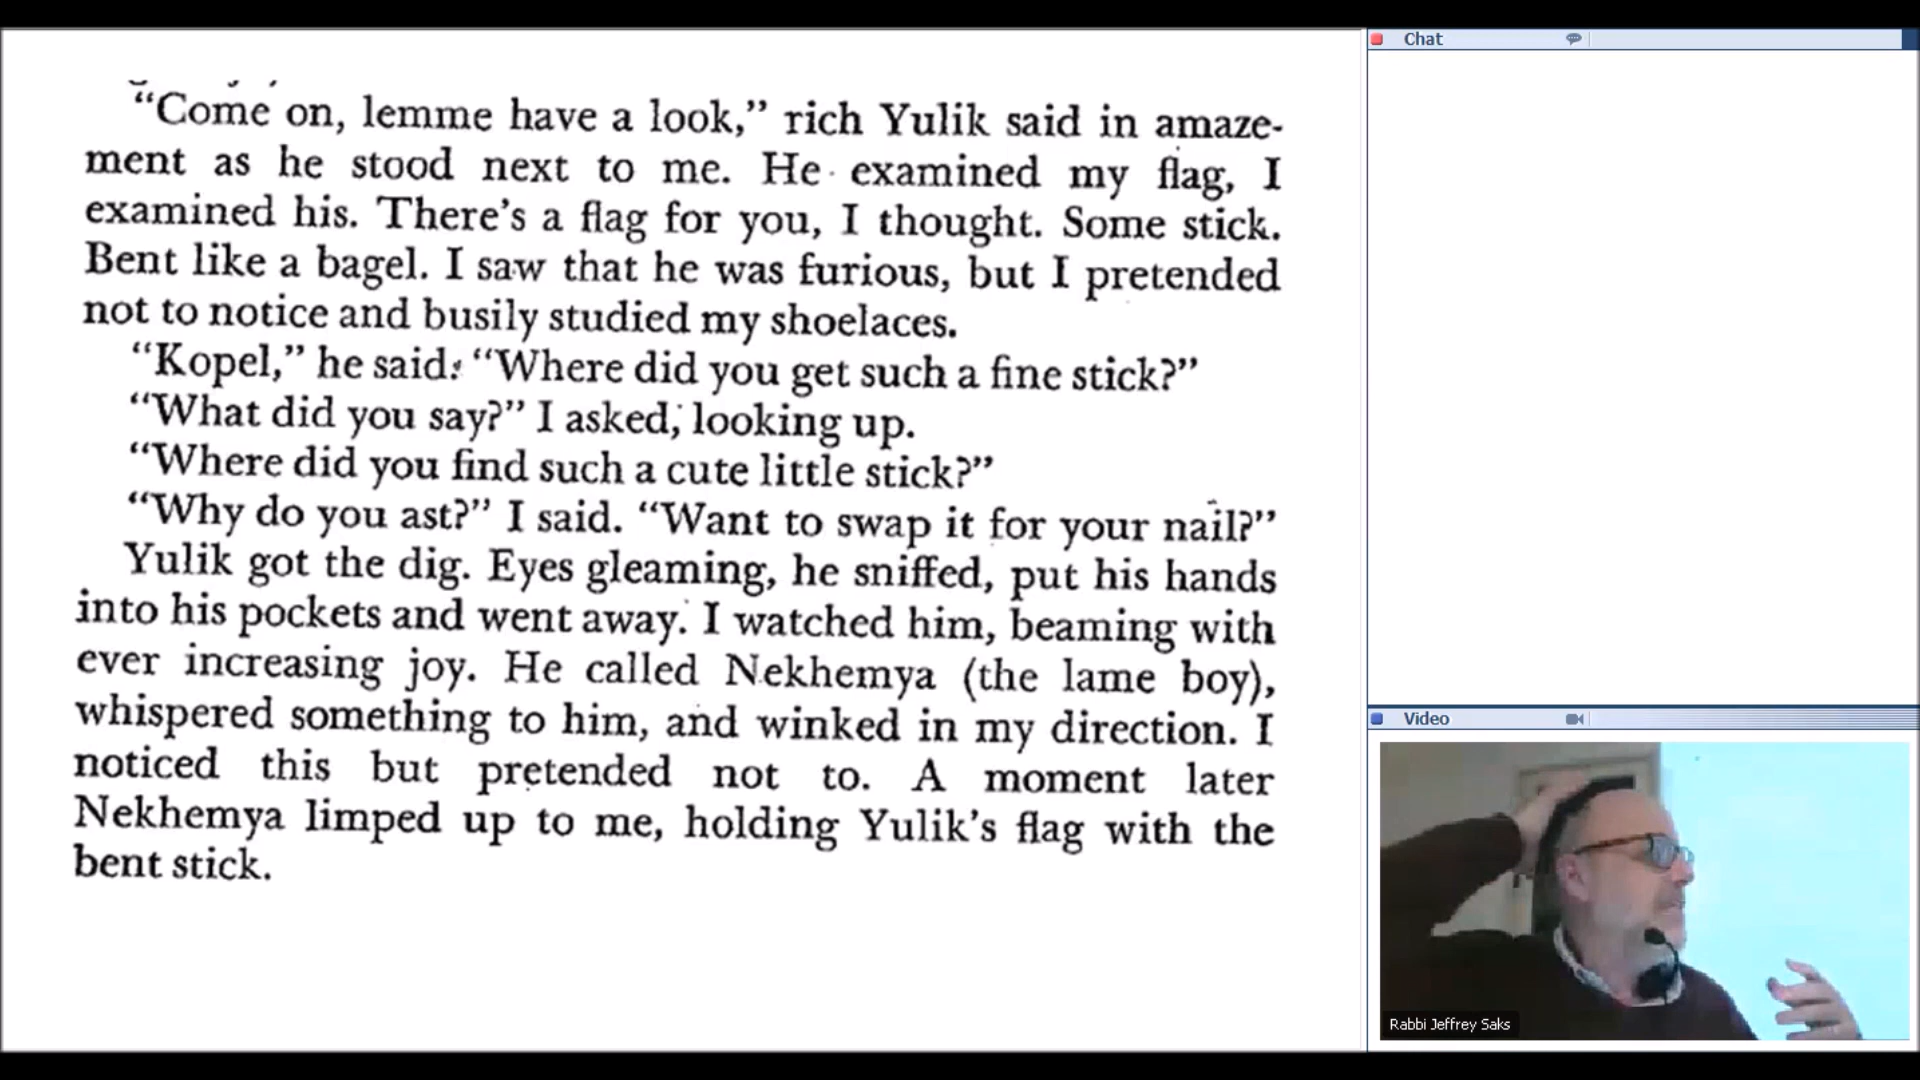 “Come on, lemme have a look,” rich Yulik said in amaze-
ment as he stood next to me. He examined my flag, I
examined his. There’s a flag for you, I thought. Some stick.
Bent like a bagel. I saw that he was furious, but I pretended
not to notice and busily studied my shoelaces.
“Kopel,” he said: “Where did you get such a fine stick?”
“What did you say?” I asked, looking up.
“Where did you find such a cute little stick?”
“Why do you ast?” I said. “Want to swap it for your nail?”
Yulik got the dig. Eyes gleaming, he sniffed, put his hands
into his pockets and went away. I watched him, beaming with
ever increasing joy. He called Nekhemya (the lame boy),
whispered something to him, and winked in my direction. I
noticed this but pretended not to. A moment later
Nekhemya limped up to me, holding Yulik’s flag with the
bent stick.
Chat
Video
Rabbi Jeffrey Saks